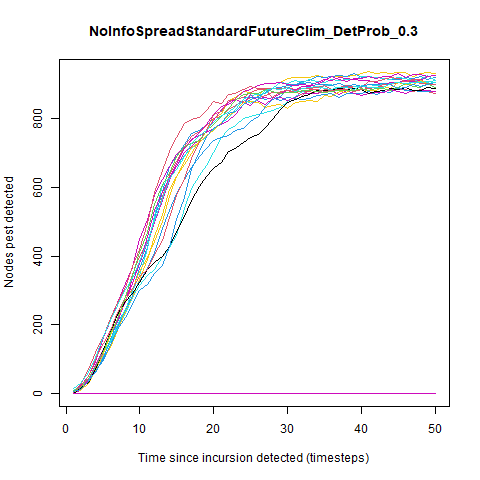 NoInfoSpreadStandardFutureClim_DetProb_0.3
Nodes pest detected
800
600
400
200
0
0 10 20 30 40 50
Time since incursion detected (timesteps)